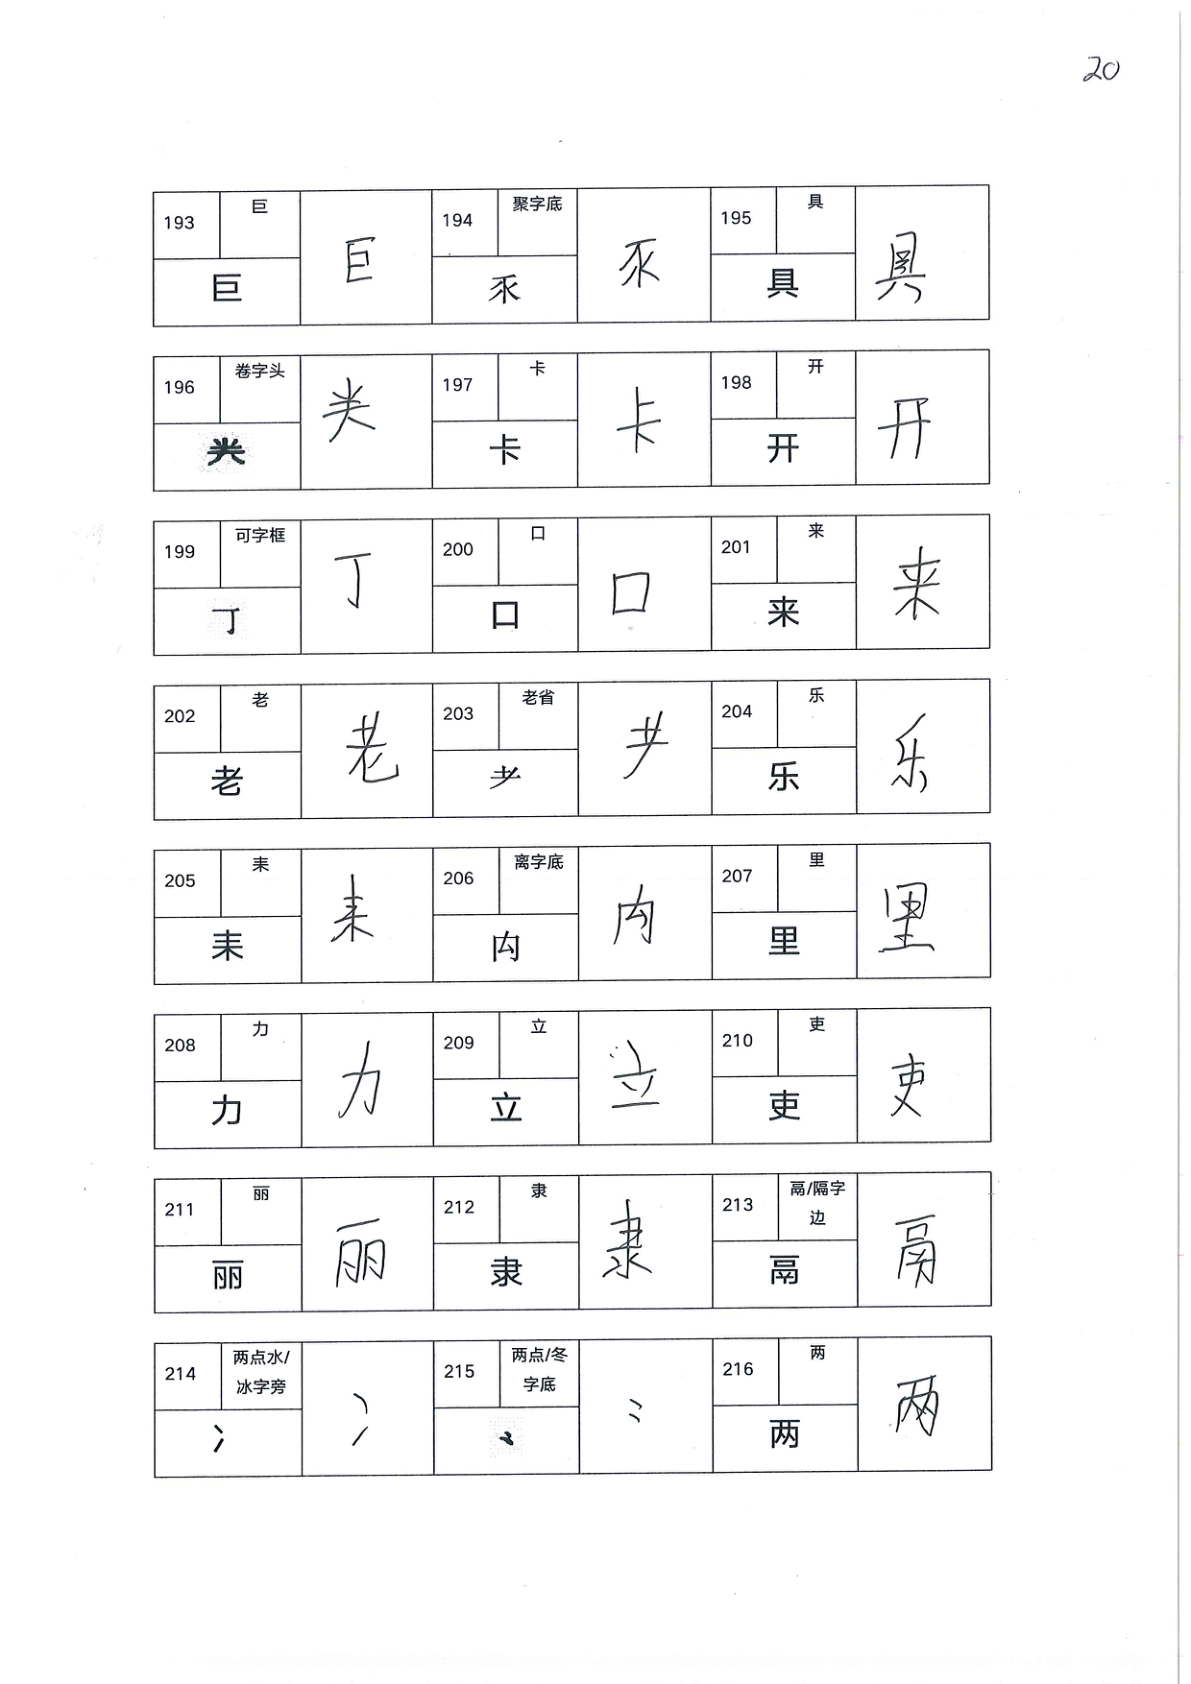 20
193 巨 巨 194 聚字底 乑 195 具 具
巨 乑 具
196 卷字头 龹 197 卡 卡 198 开 开
龹 卡 开
199 可字框 丁 200 口 口 201 来 来
丁 口 来
202 老 老 203 老省 耂 204 乐 乐
老 耂 乐
205 耒 耒 206 离字底 禸 207 里 里
耒 禸 里
208 力 力 209 立 立 210 吏 吏
力 立 吏
211 丽 丽 212 隶 隶 213 鬲/隔字 鬲
边
丽 隶 鬲
214 两点水/ 冫 215 两点/冬 ⺀ 216 两 两
冰字旁 字底
冫 ⺀ 两